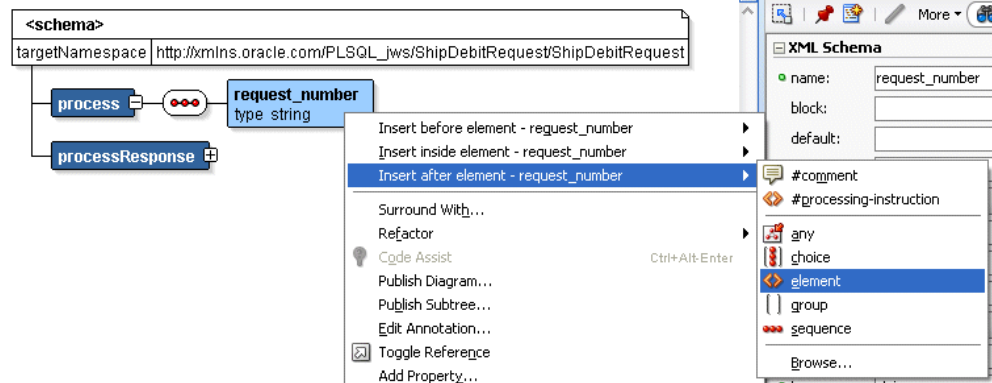 <schema>
targetNamespace http://xmlns.oracle.com/PLSQL_jws/ShipDebitRequest/ShipDebitRequest
process
request_number
type string
processResponse
Insert before element - request_number
Insert inside element - request_number
Insert after element - request_number
Surround With...
Refactor
Code Assist Ctrl+Alt-Enter
Publish Diagram...
Publish Subtree...
Edit Annotation...
Toggle Reference
Add Property...
#comment
#processing-instruction
any
choice
element
group
sequence
Browse...
More
XML Schema
name: request_number
block:
default: